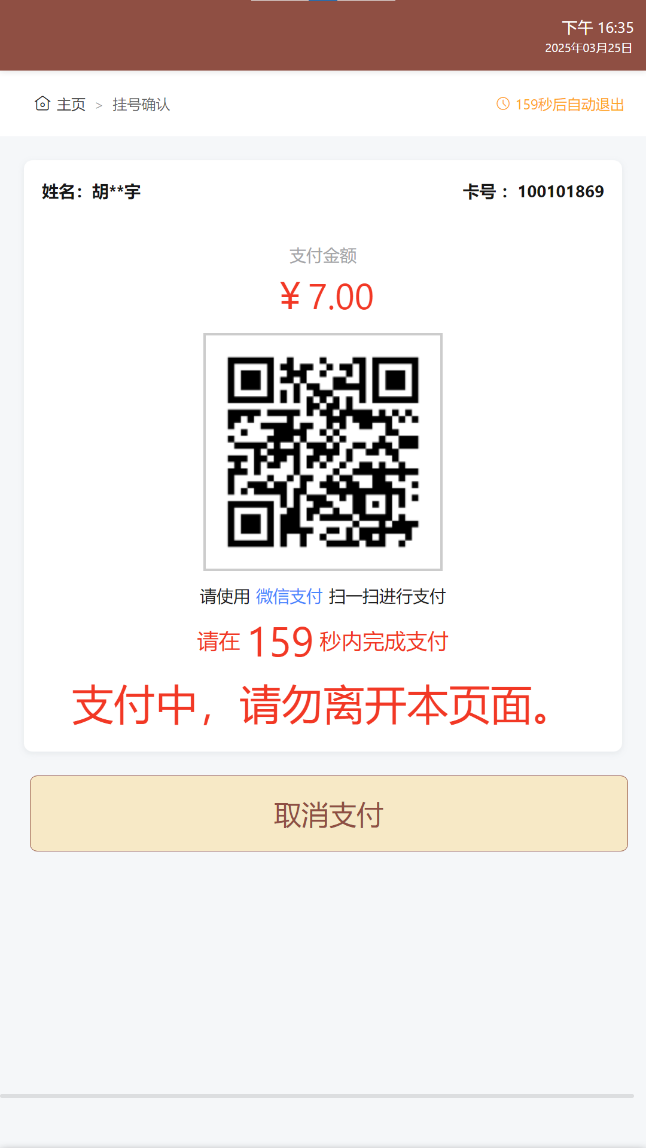 下午 16:35
2025年03月25日
主页 > 挂号确认
159秒后自动退出
姓名：胡**宇
卡号 ：100101869
支付金额
¥ 7.00
请使用 微信支付 扫一扫进行支付
请在 159 秒内完成支付
支付中，请勿离开本页面。
取消支付